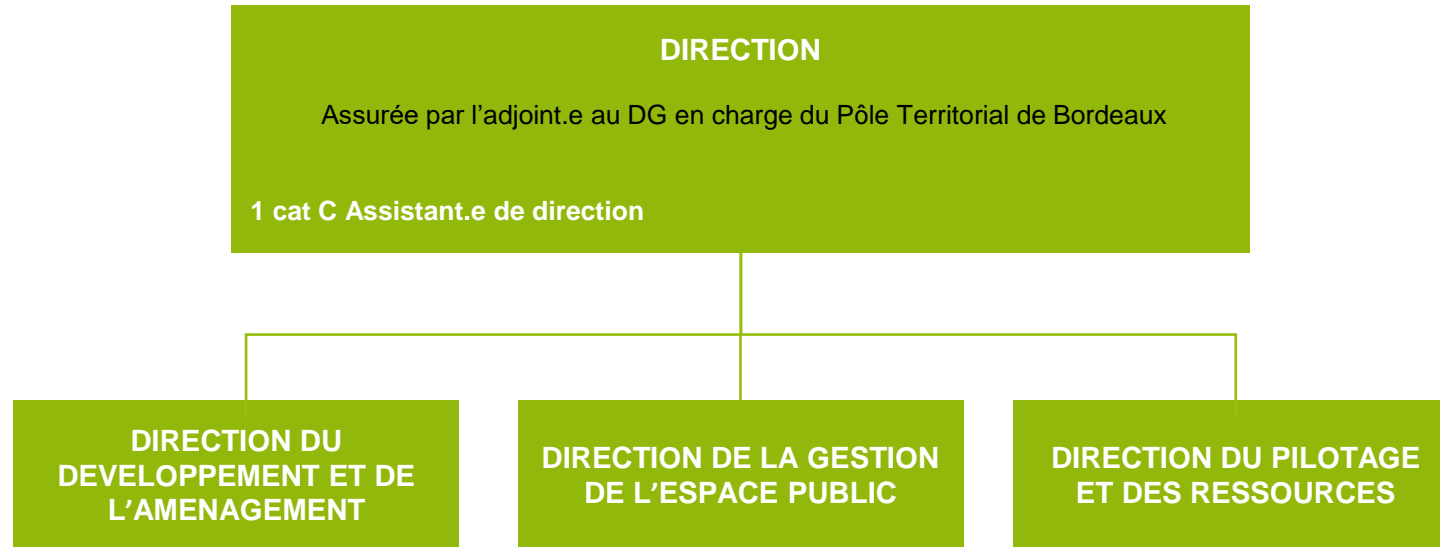 DIRECTION
Assurée par l’adjoint.e au DG en charge du Pôle Territorial de Bordeaux
1 cat C Assistant.e de direction
DIRECTION DU
DEVELOPPEMENT ET DE
L’AMENAGEMENT
DIRECTION DE LA GESTION
DE L’ESPACE PUBLIC
DIRECTION DU PILOTAGE
ET DES RESSOURCES